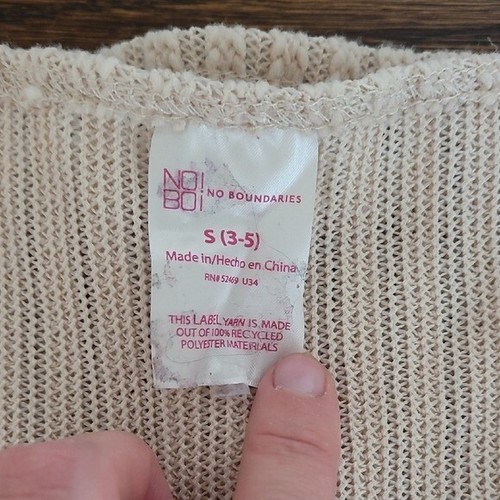 NO!
BO!
NO BOUNDARIES
S (3-5)
Made in/Hecho en China
RN# 52469 U34
THIS LABEL YARN IS MADE
OUT OF 100% RECYCLED
POLYESTER MATERIALS